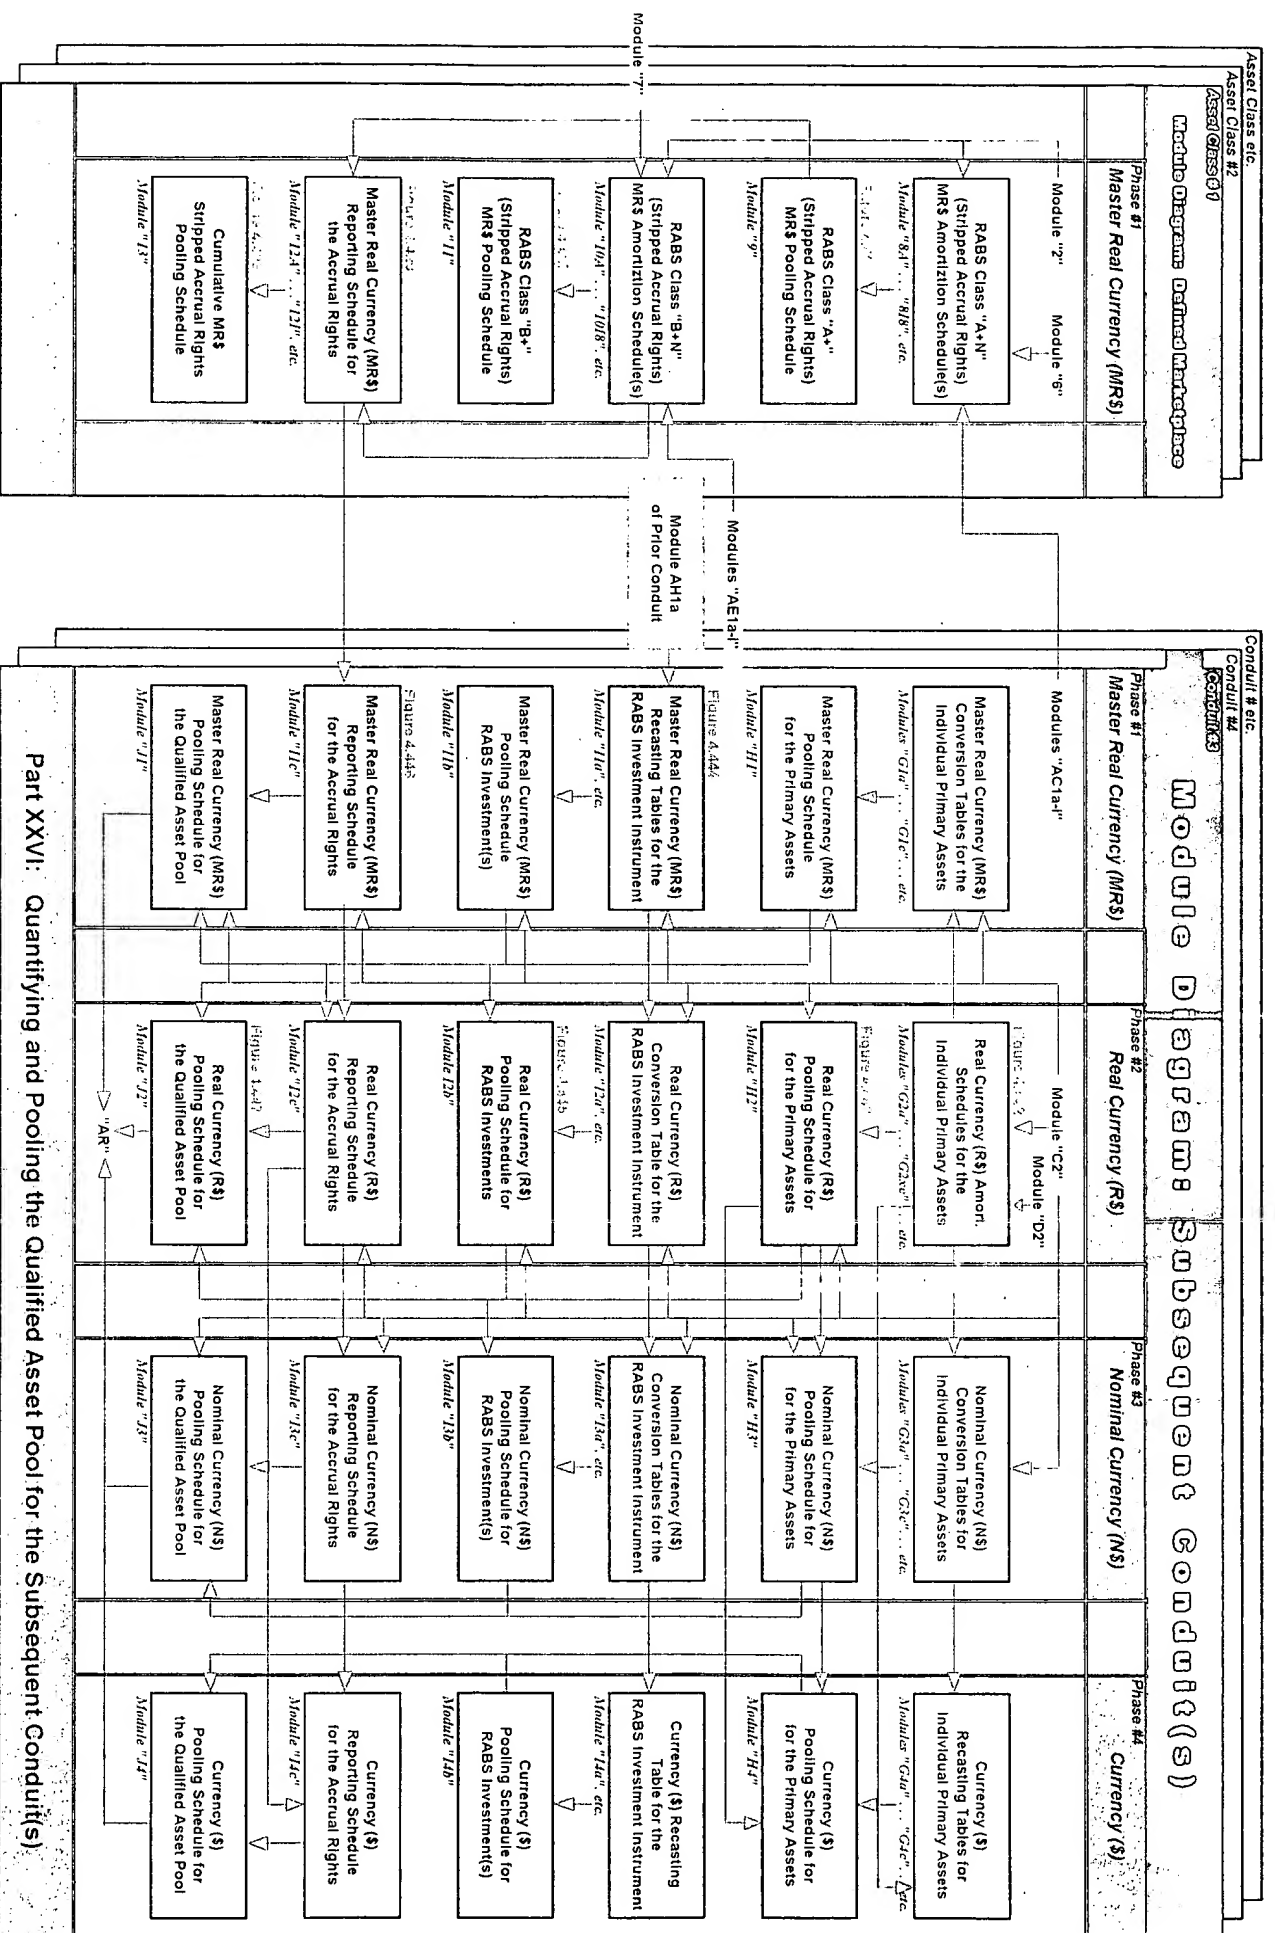 Asset Class etc.
Asset Class #2
Asset Class #1
Module Diagram: Defined Marketplace
Phase #1
Master Real Currency (MR$)
Module "2"
Module "6"
Module "7"
RABS Class "A+N"
(Stripped Accrual Rights)
MR$ Amortiztion Schedule(s)
Module "8A" . . . "8I8". etc.
RABS Class "A+"
(Stripped Accrual Rights)
MR$ Pooling Schedule
Module "9"
RABS Class "B+N"
(Stripped Accrual Rights)
MR$ Amortiztion Schedule(s)
Module "10A" . . . "10I8". etc.
RABS Class "B+"
(Stripped Accrual Rights)
MR$ Pooling Schedule
Module "11"
Master Real Currency (MR$)
Reporting Schedule for
the Accrual Rights
Module "12A" . . . "12I". etc.
Cumulative MR$
Stripped Accrual Rights
Pooling Schedule
Module "13"
Modules "AE1a-I"
Module AH1a
of Prior Conduit
Conduit # etc.
Conduit #4
Conduit #3
Module Diagram: Subsequent Conduit(s)
Phase #1
Master Real Currency (MR$)
Modules "AC1a-I"
Master Real Currency (MR$)
Conversion Tables for the
Individual Primary Assets
Modules "G1a" . . . "G1c" . . . etc.
Master Real Currency (MR$)
Pooling Schedule
for the Primary Assets
Module "H1"
Figure 4.444
Master Real Currency (MR$)
Recasting Tables for the
RABS Investment Instrument
Module "I1a". etc.
Master Real Currency (MR$)
Pooling Schedule
RABS Investment(s)
Module "I1b"
Figure 4.446
Master Real Currency (MR$)
Reporting Schedule
for the Accrual Rights
Module "I1c"
Master Real Currency (MR$)
Pooling Schedule for
the Qualified Asset Pool
Module "J1"
Phase #2
Real Currency (R$)
Module "C2"
Module "D2"
Real Currency (R$) Amort.
Schedules for the
Individual Primary Assets
Modules "G2a" . . . "G2xe" . . . etc.
Real Currency (R$)
Pooling Schedule for
for the Primary Assets
Module "H2"
Real Currency (R$)
Conversion Table for the
RABS Investment Instrument
Module "I2a". etc.
Real Currency (R$)
Pooling Schedule for
RABS Investments
Module I2b"
Real Currency (R$)
Reporting Schedule
for the Accrual Rights
Module "I2c"
Real Currency (R$)
Pooling Schedule for
the Qualified Asset Pool
Module "J2"
"AR"
Phase #3
Nominal Currency (N$)
Nominal Currency (N$)
Conversion Tables for
Individual Primary Assets
Modules "G3a" . . . "G3c" . . . etc.
Nominal Currency (N$)
Pooling Schedule for
for the Primary Assets
Module "H3"
Nominal Currency (N$)
Conversion Tables for the
RABS Investment Instrument
Module "I3a". etc.
Nominal Currency (N$)
Pooling Schedule for
RABS Investment(s)
Module "I3b"
Nominal Currency (N$)
Reporting Schedule
for the Accrual Rights
Module "I3c"
Nominal Currency (N$)
Pooling Schedule for
the Qualified Asset Pool
Module "J3"
Phase #4
Currency ($)
Currency ($)
Recasting Tables for
Individual Primary Assets
Modules "G4a" . . . "G4c" . . . etc.
Currency ($)
Pooling Schedule for
for the Primary Assets
Module "H4"
Currency ($) Recasting
Table for the
RABS Investment Instrument
Module "I4a". etc.
Currency ($)
Pooling Schedule for
RABS Investment(s)
Module "I4b"
Currency ($)
Reporting Schedule
for the Accrual Rights
Module "I4c"
Currency ($)
Pooling Schedule for
the Qualified Asset Pool
Module "J4"
Part XXVI: Quantifying and Pooling the Qualified Asset Pool for the Subsequent Conduit(s)